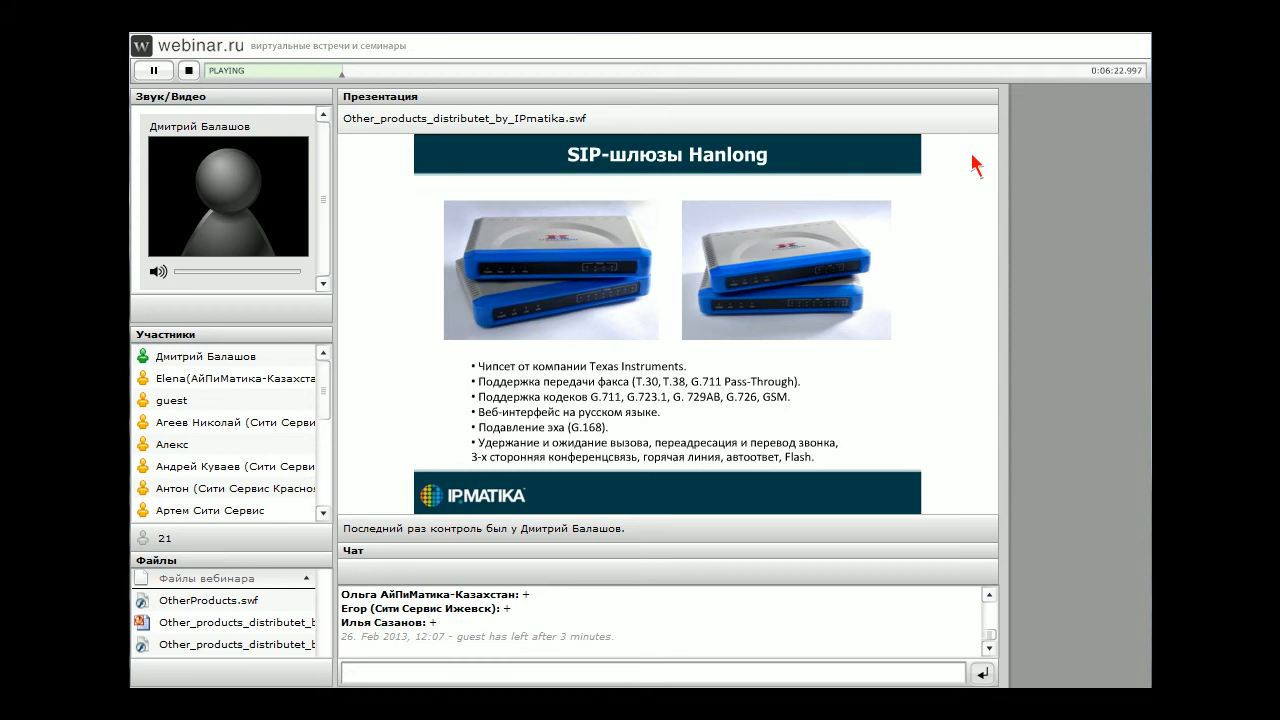 w webinar.ru виртуальные встречи и семинары
PLAYING 0:06:22.997
Звук/Видео
Дмитрий Балашов
Участники
Дмитрий Балашов
Elena(АйПиМатика-Казахста
guest
Агеев Николай (Сити Серви
Алекс
Андрей Куваев (Сити Серви
Антон (Сити Сервис Красно
Артем Сити Сервис
21
Файлы
Файлы вебинара
OtherProducts.swf
Other_products_distributet_b
Other_products_distributet_b
Презентация
Other_products_distributet_by_IPmatika.swf
SIP-шлюзы Hanlong
• Чипсет от компании Texas Instruments.
• Поддержка передачи факса (T.30, T.38, G.711 Pass-Through).
• Поддержка кодеков G.711, G.723.1, G. 729AB, G.726, GSM.
• Веб-интерфейс на русском языке.
• Подавление эха (G.168).
• Удержание и ожидание вызова, переадресация и перевод звонка,
3-х сторонняя конференцсвязь, горячая линия, автоответ, Flash.
IPMATIKA
Последний раз контроль был у Дмитрий Балашов.
Чат
Ольга АйПиМатика-Казахстан: +
Егор (Сити Сервис Ижевск): +
Илья Сазанов: +
26. Feb 2013, 12:07 - guest has left after 3 minutes.